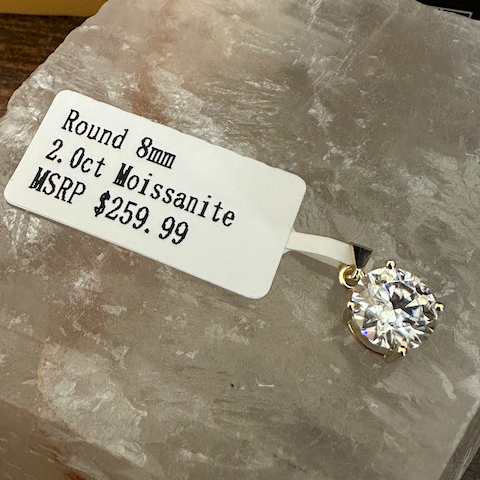 Round 8mm
2.0ct Moissanite
MSRP $259.99